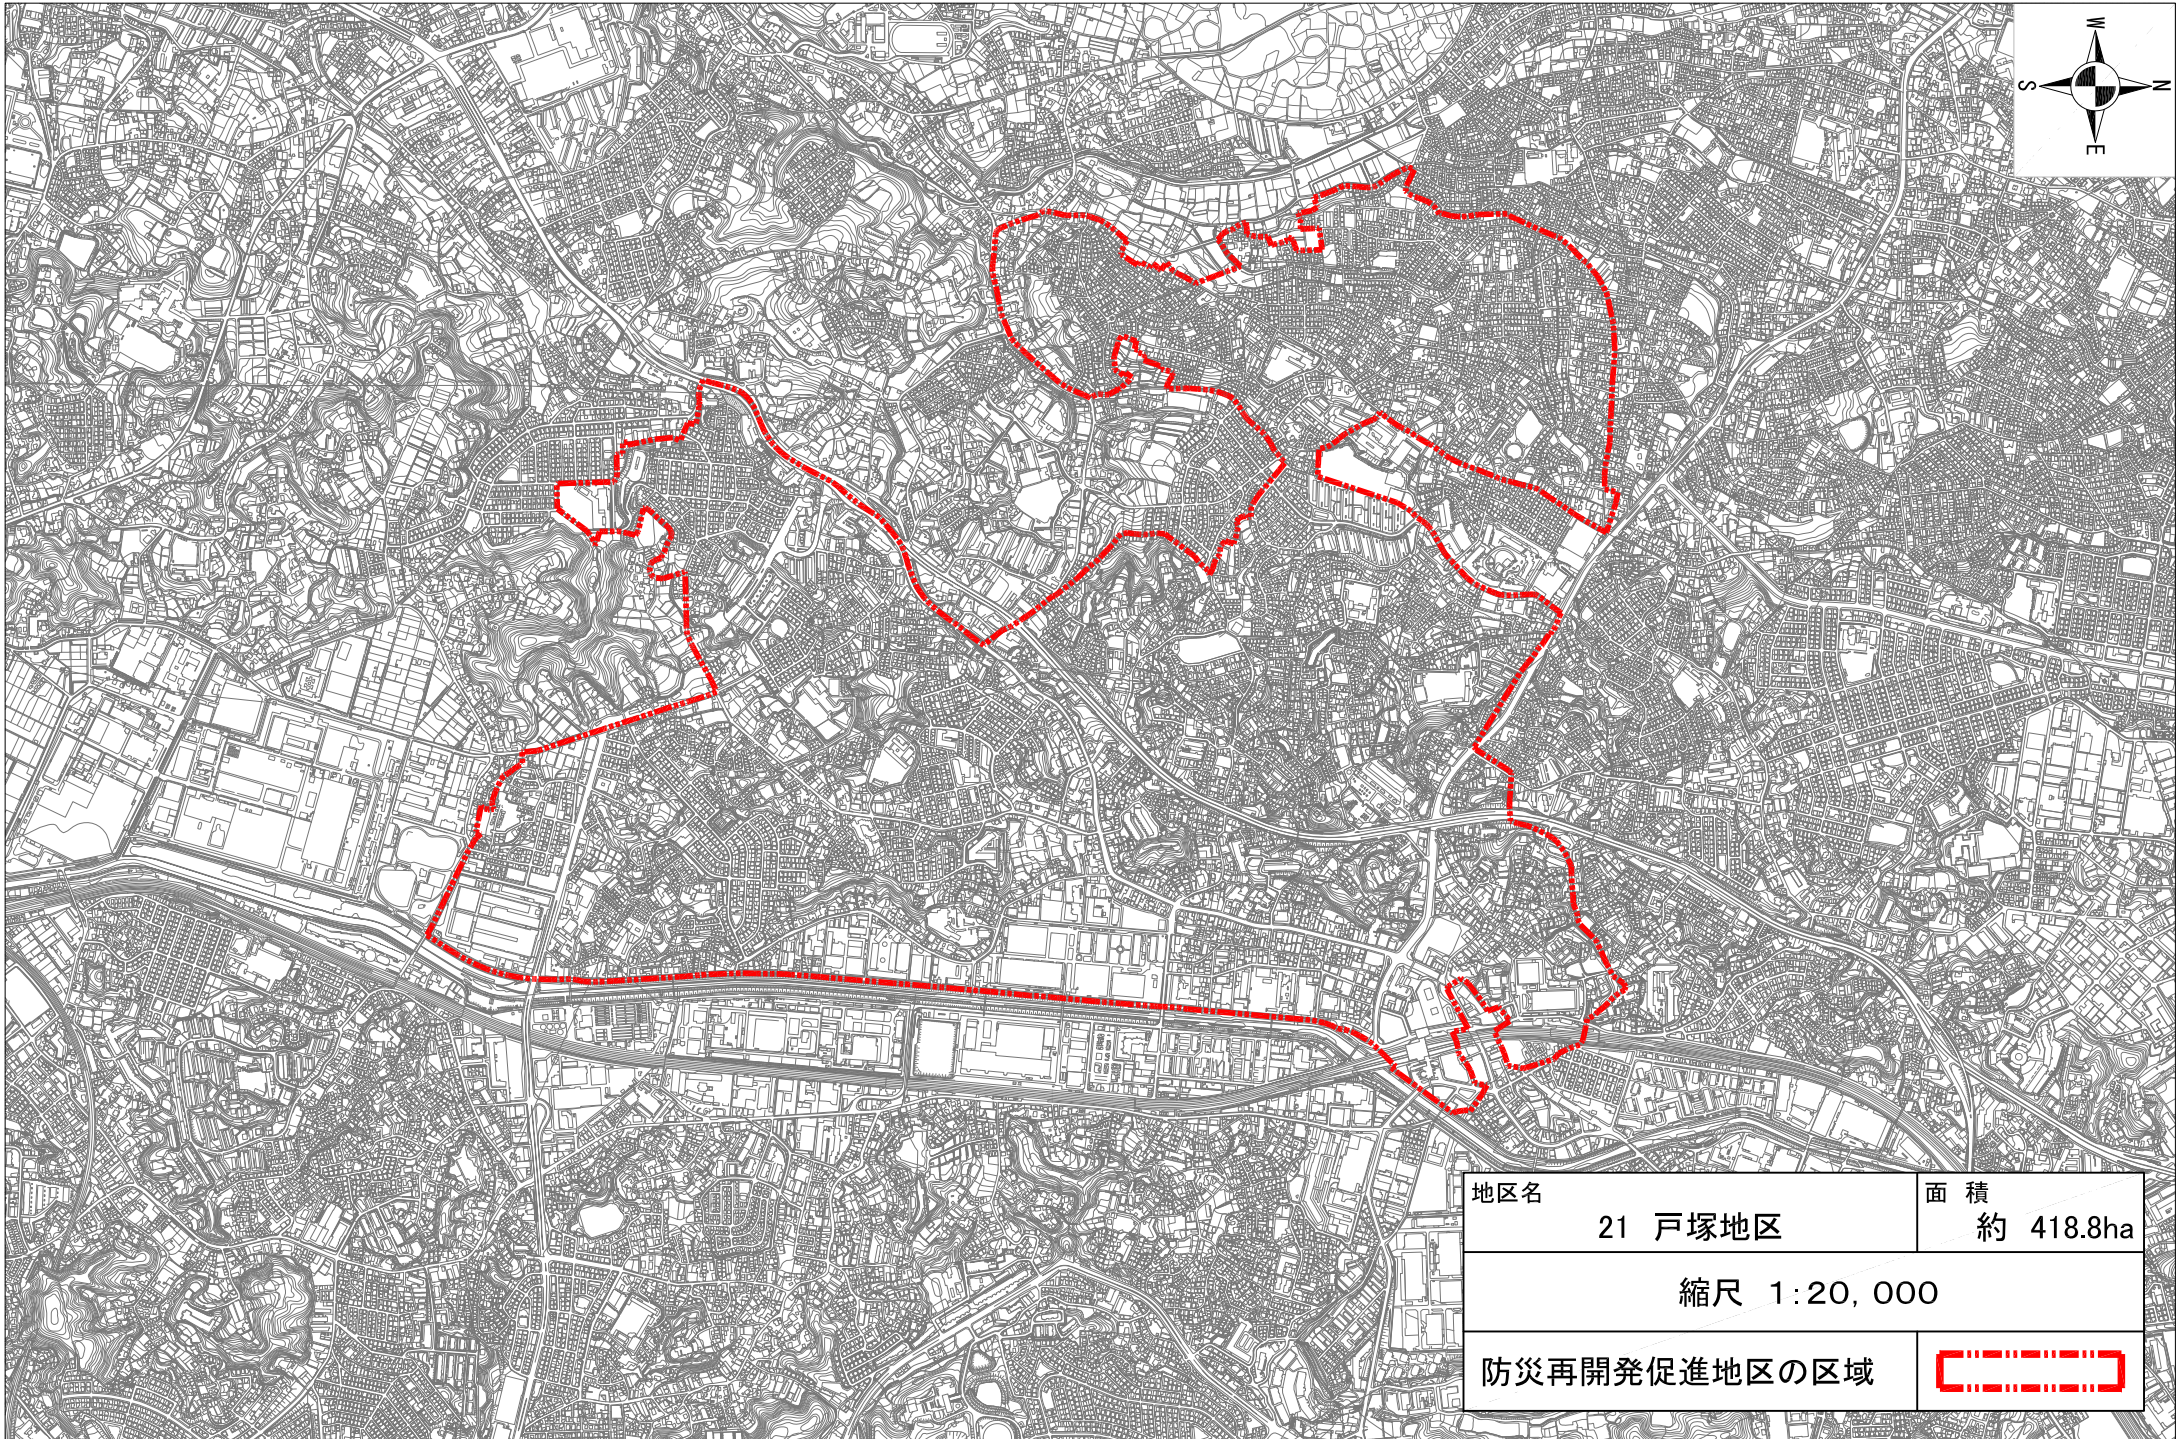 W
N
S
E
地区名
21 戸塚地区
面 積
約 418.8ha
縮尺 1:20,000
防災再開発促進地区の区域